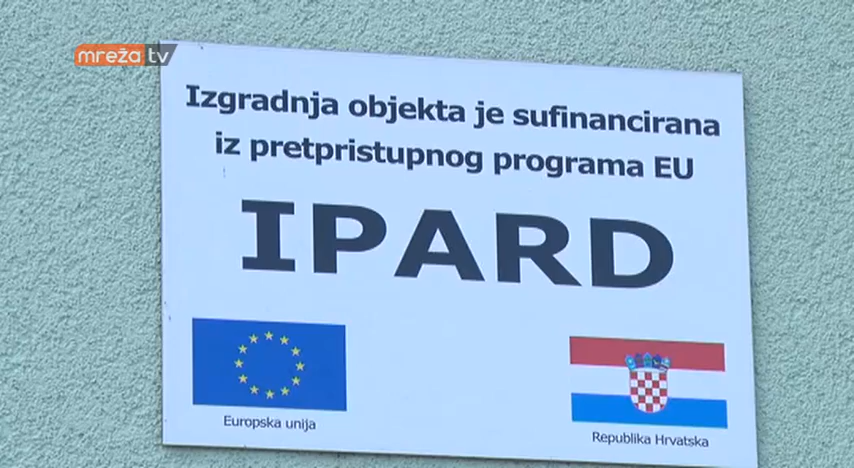 mreža tv
Izgradnja objekta je sufinancirana
iz pretpristupnog programa EU
IPARD
Europska unija
Republika Hrvatska